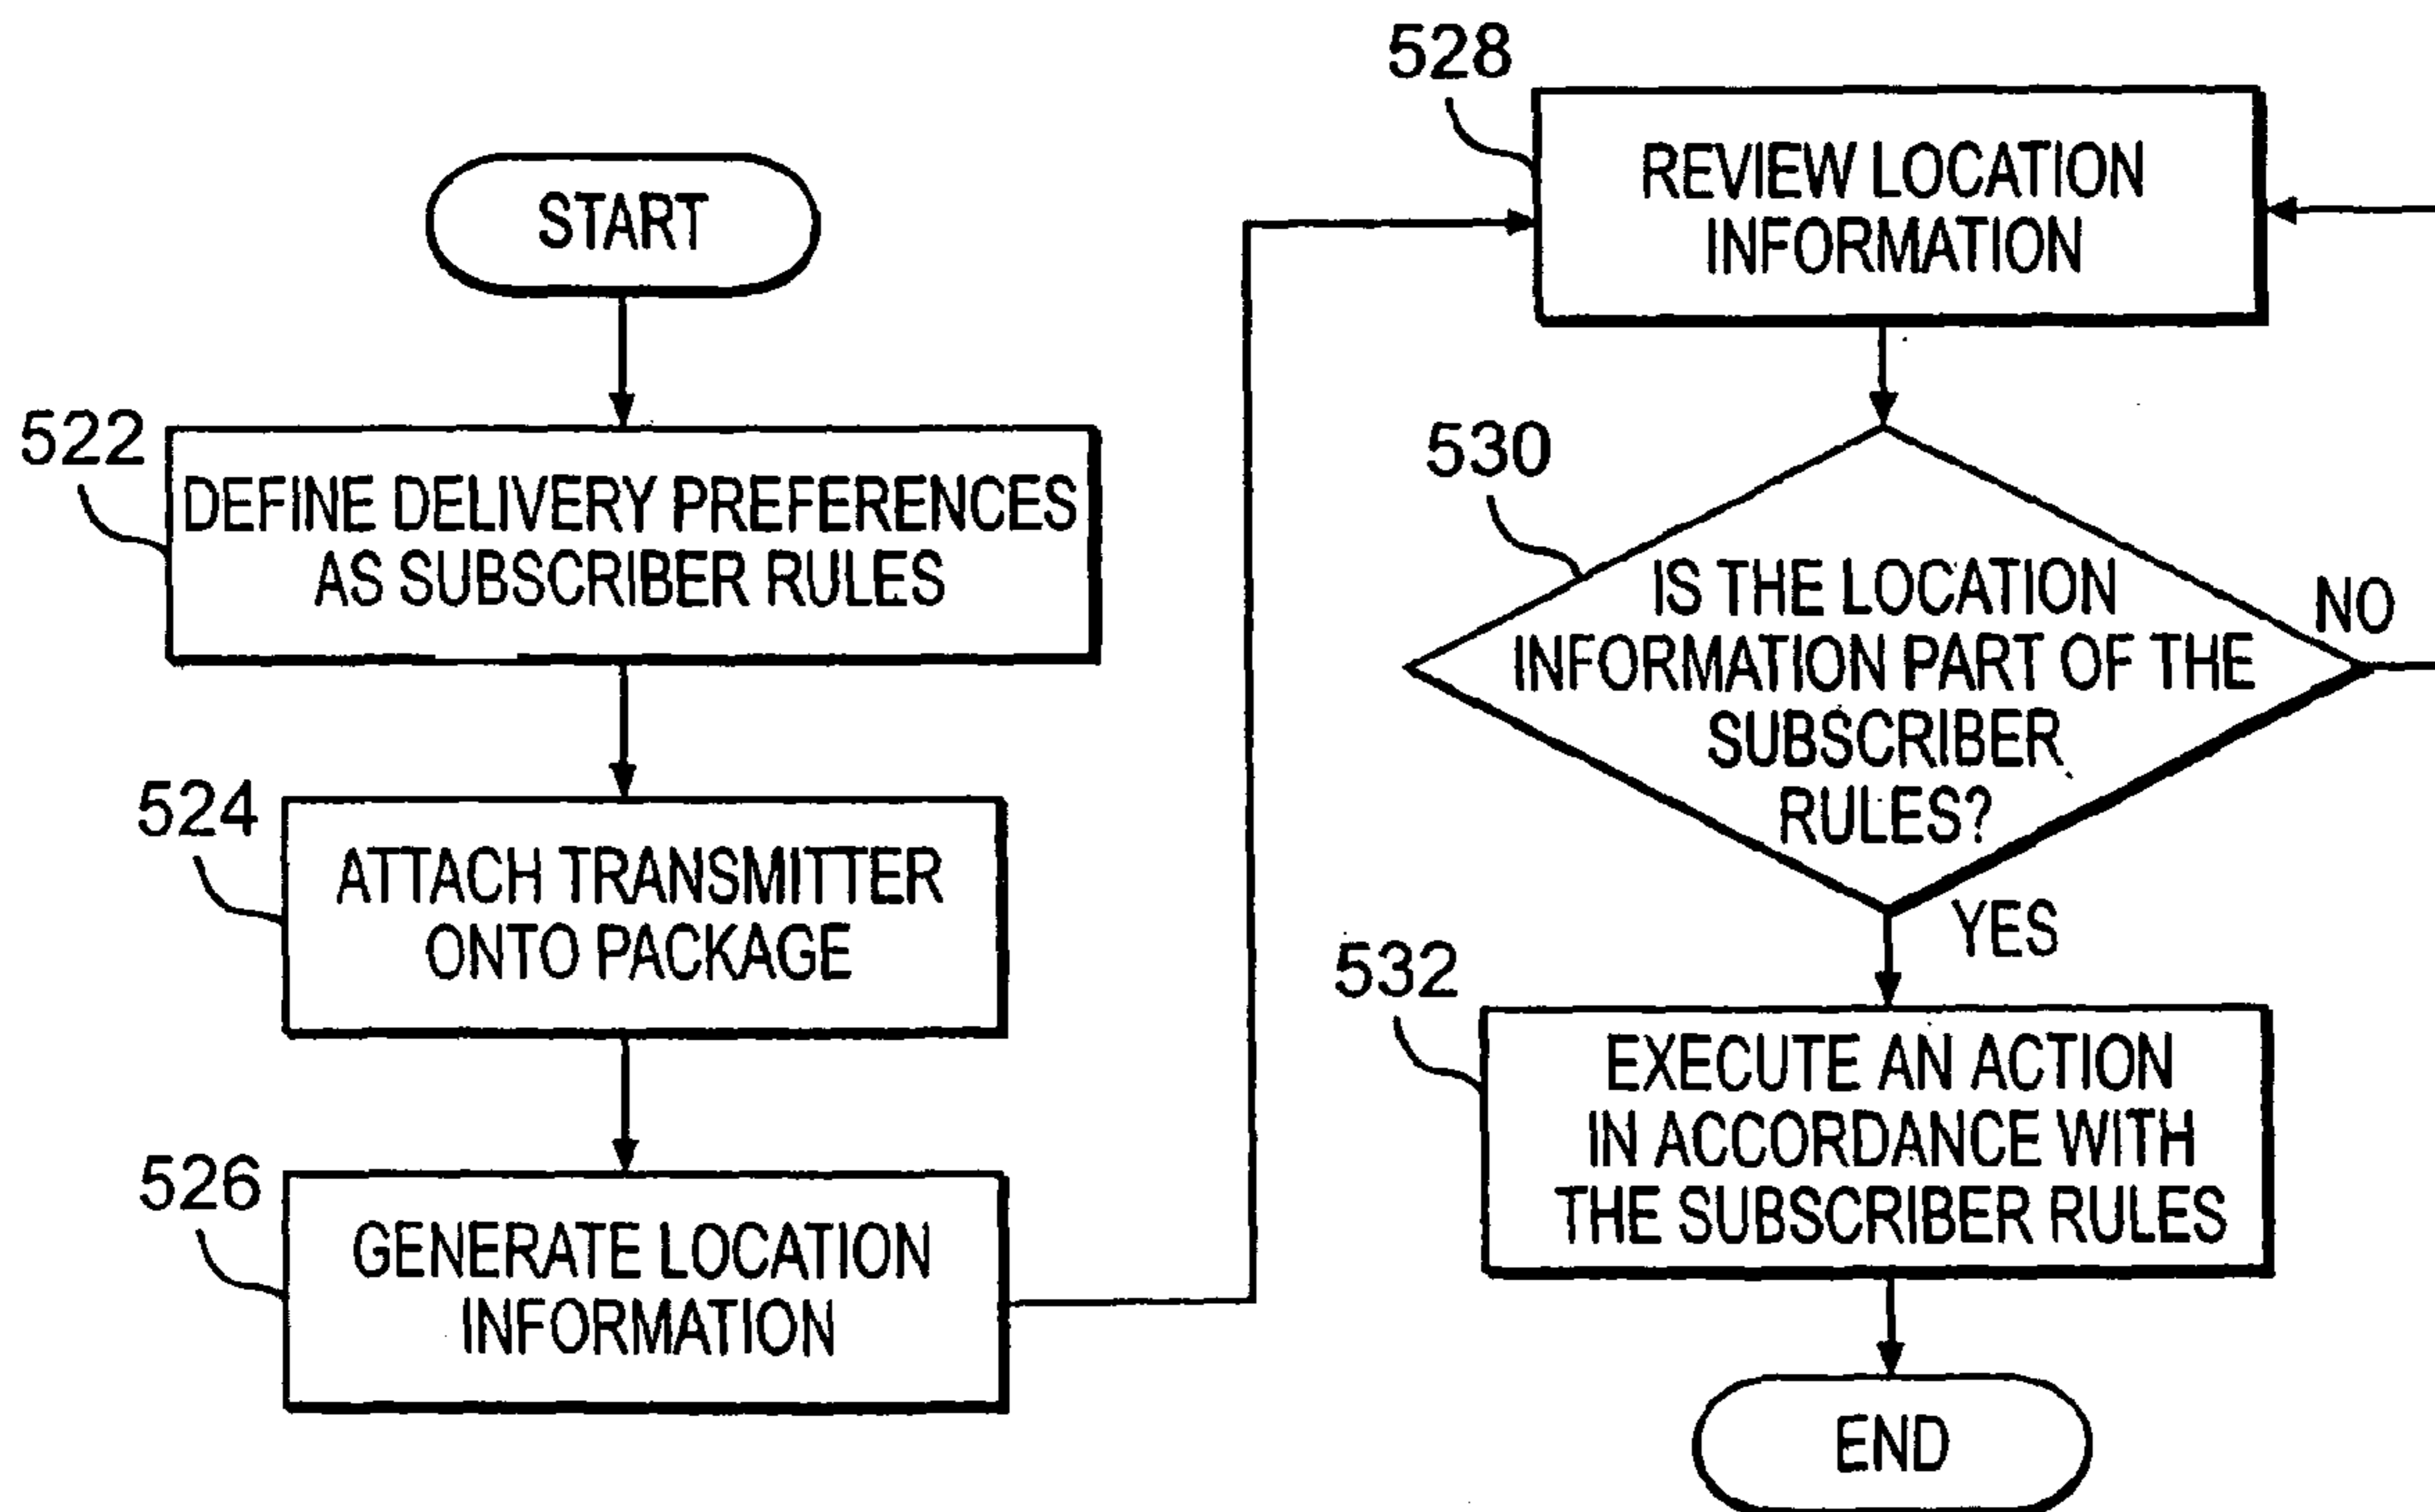 START
522
DEFINE DELIVERY PREFERENCES
AS SUBSCRIBER RULES
524
ATTACH TRANSMITTER
ONTO PACKAGE
526
GENERATE LOCATION
INFORMATION
528
REVIEW LOCATION
INFORMATION
530
IS THE LOCATION
INFORMATION PART OF THE
SUBSCRIBER
RULES?
NO
YES
532
EXECUTE AN ACTION
IN ACCORDANCE WITH
THE SUBSCRIBER RULES
END